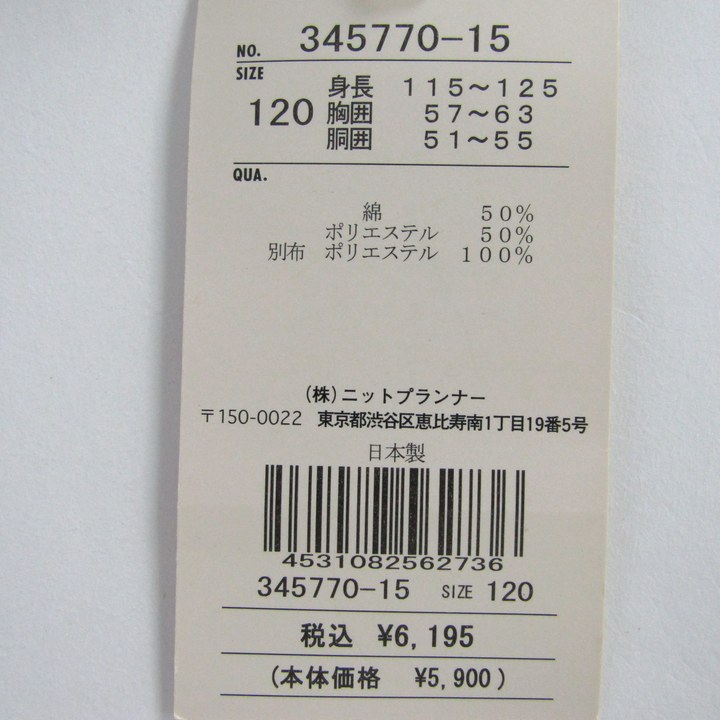 NO. 345770-15
SIZE
120
身長 115～125
胸囲 57～63
胴囲 51～55
QUA.
綿 50%
ポリエステル 50%
別布 ポリエステル 100%
(株)ニットプランナー
〒150-0022 東京都渋谷区恵比寿南1丁目19番5号
日本製
4531082562736
345770-15 SIZE 120
税込 ¥6,195
(本体価格 ¥5,900)